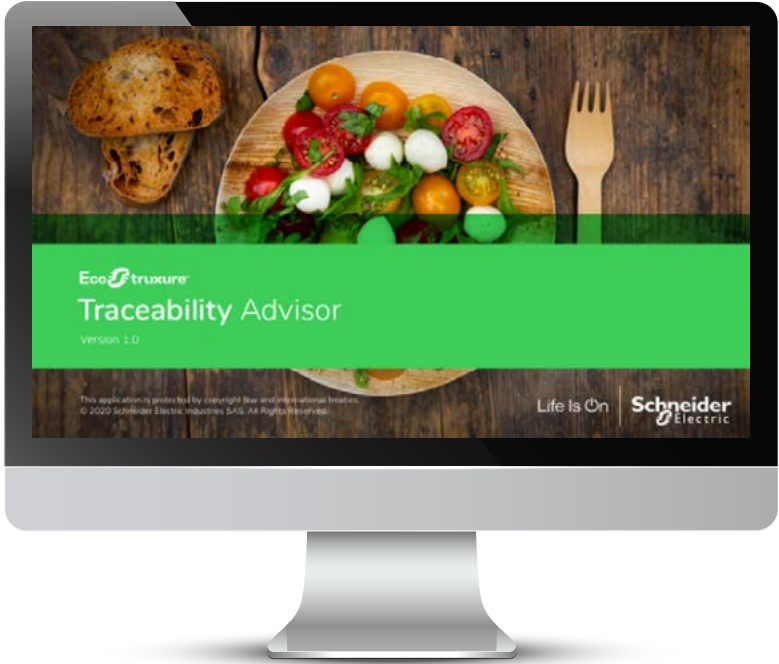 EcoStruxure™
Traceability Advisor
Version 1.0
This application is protected by copyright law and international treaties.
© 2020 Schneider Electric Industries SAS. All Rights Reserved.
Life Is On
Schneider
Electric